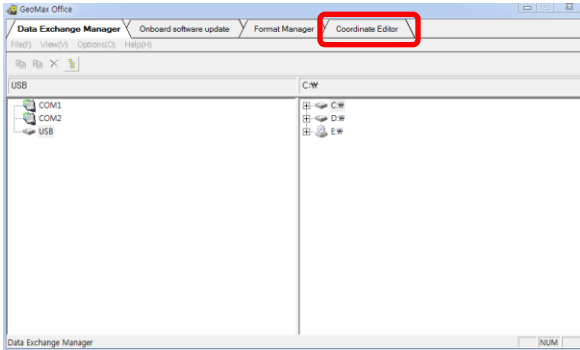 GeoMax Office
Data Exchange Manager Onboard software update Format Manager Coordinate Editor
File(F) View(V) Options(O) Help(H)
USB C:₩
COM1 C:₩
COM2 D:₩
USB E:₩
Data Exchange Manager NUM